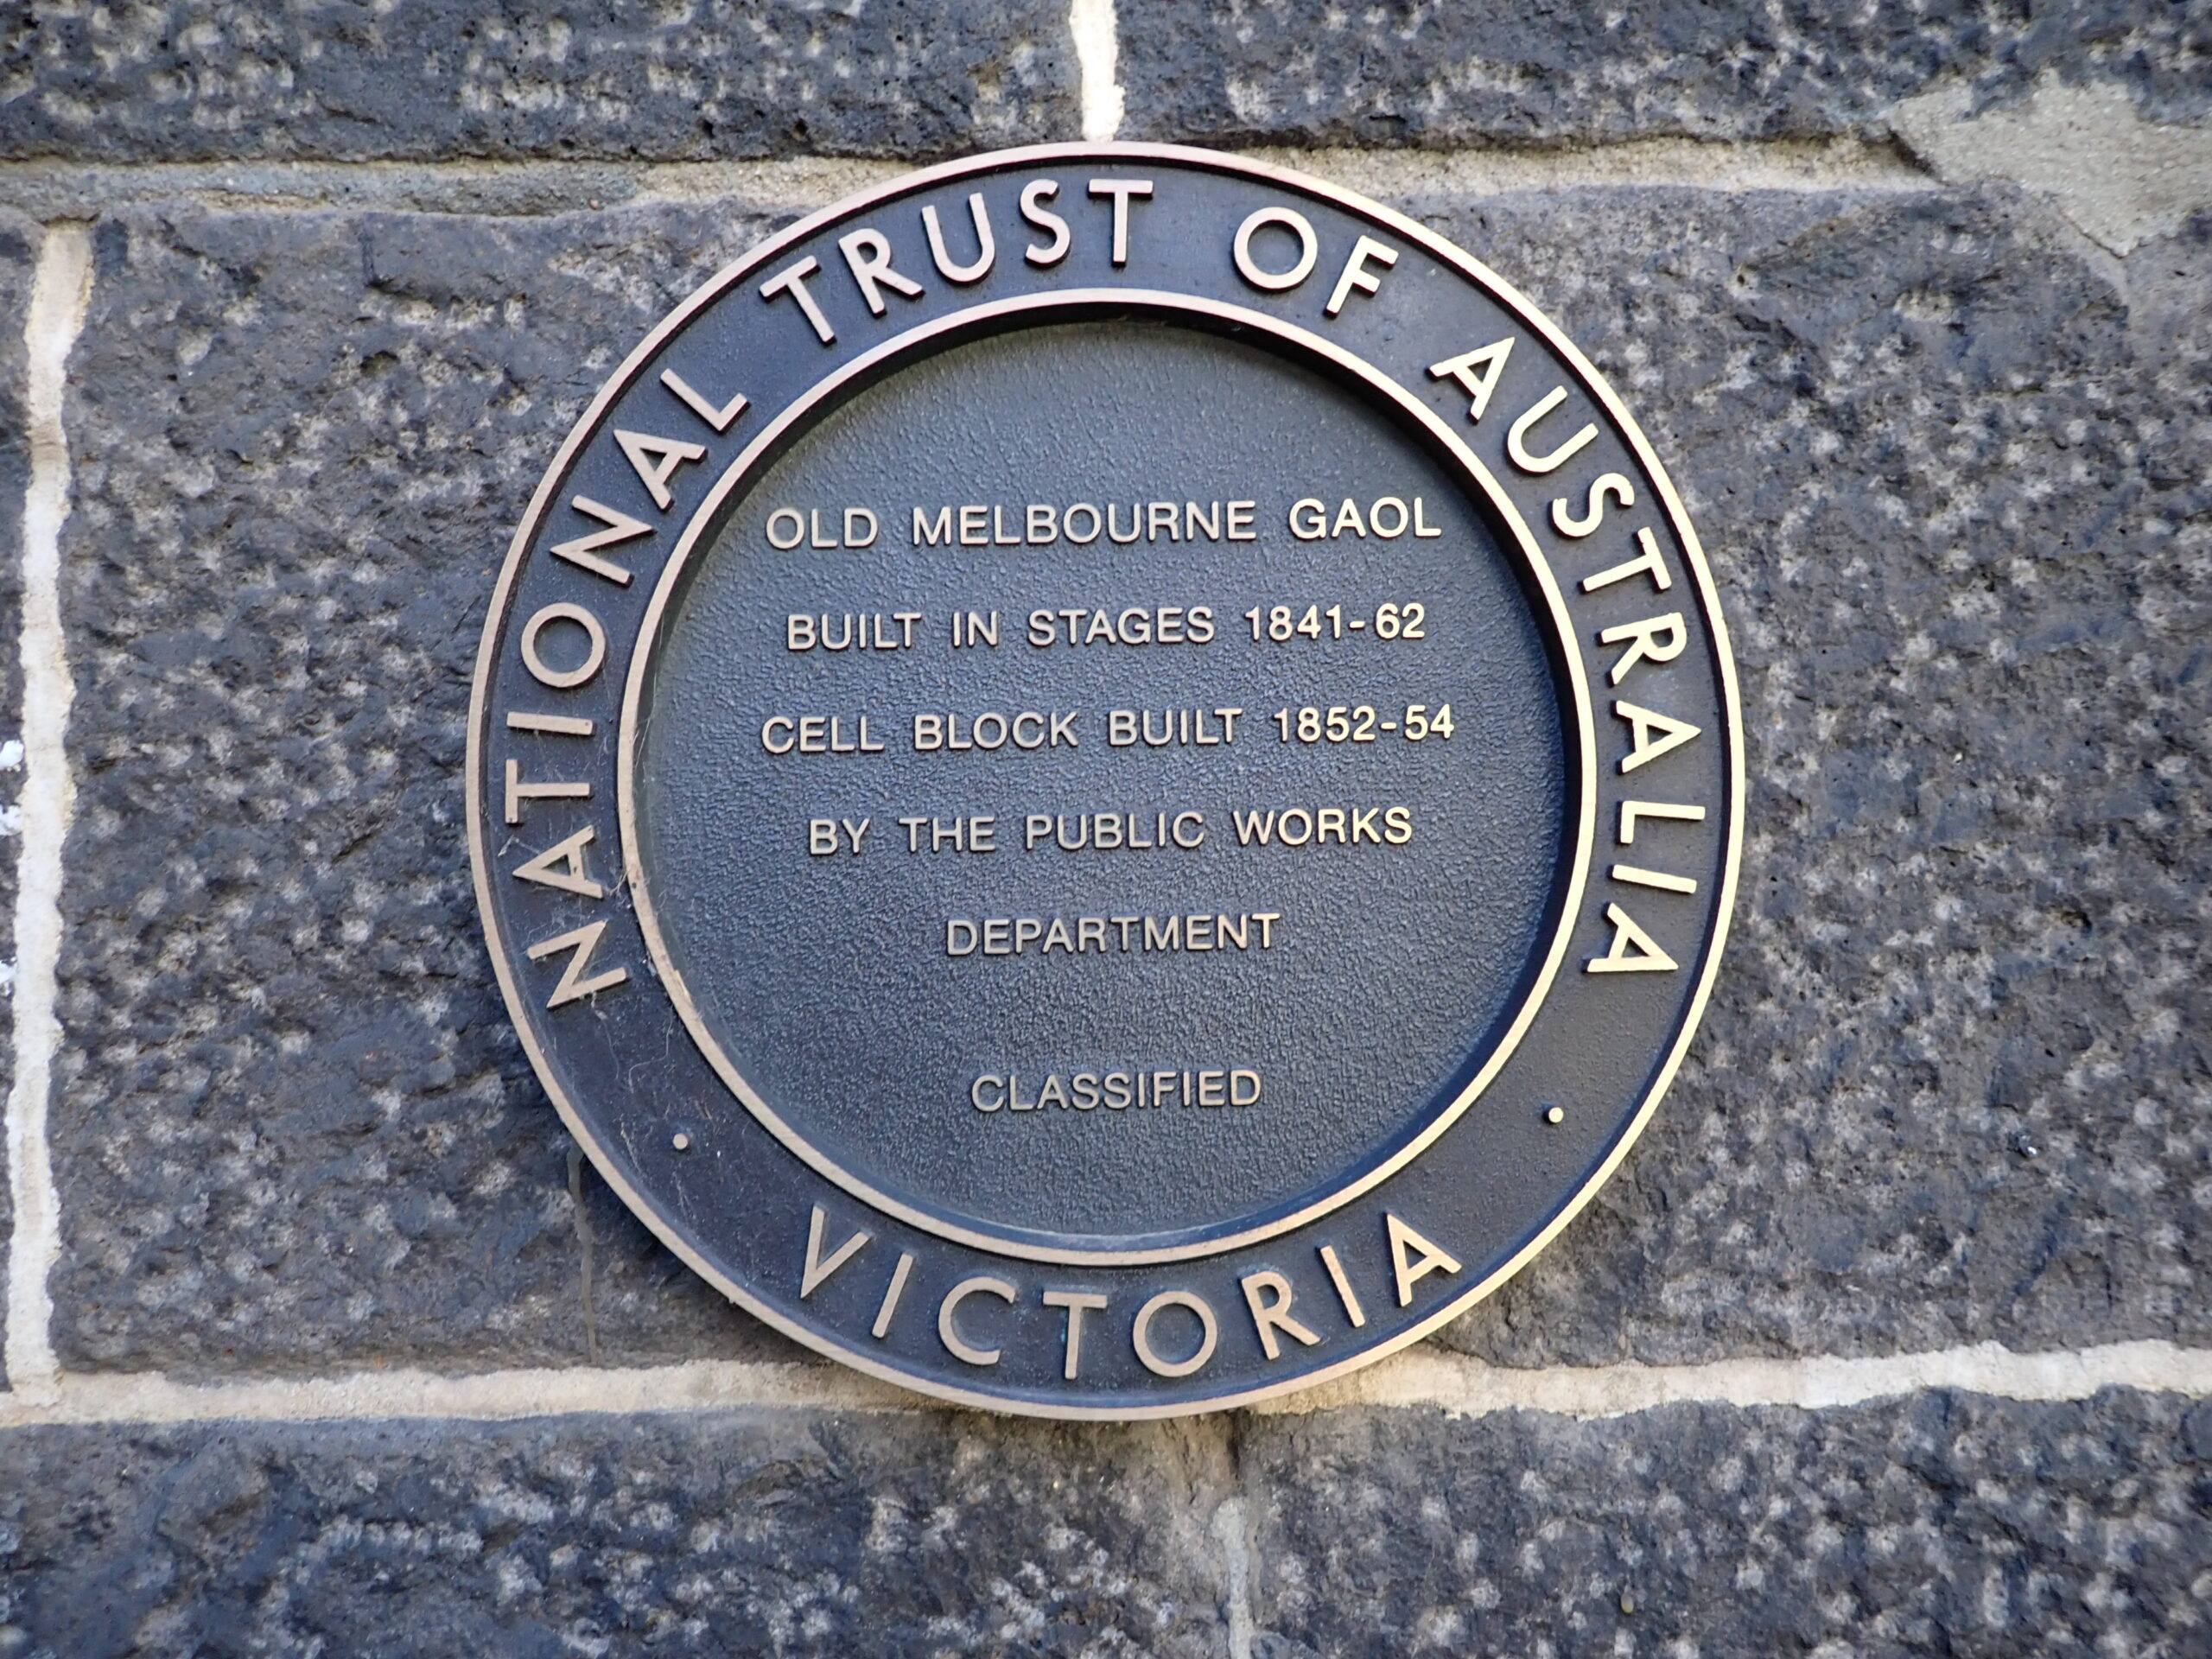 NATIONAL TRUST OF AUSTRALIA
OLD MELBOURNE GAOL
BUILT IN STAGES 1841-62
CELL BLOCK BUILT 1852-54
BY THE PUBLIC WORKS
DEPARTMENT
CLASSIFIED
• VICTORIA •